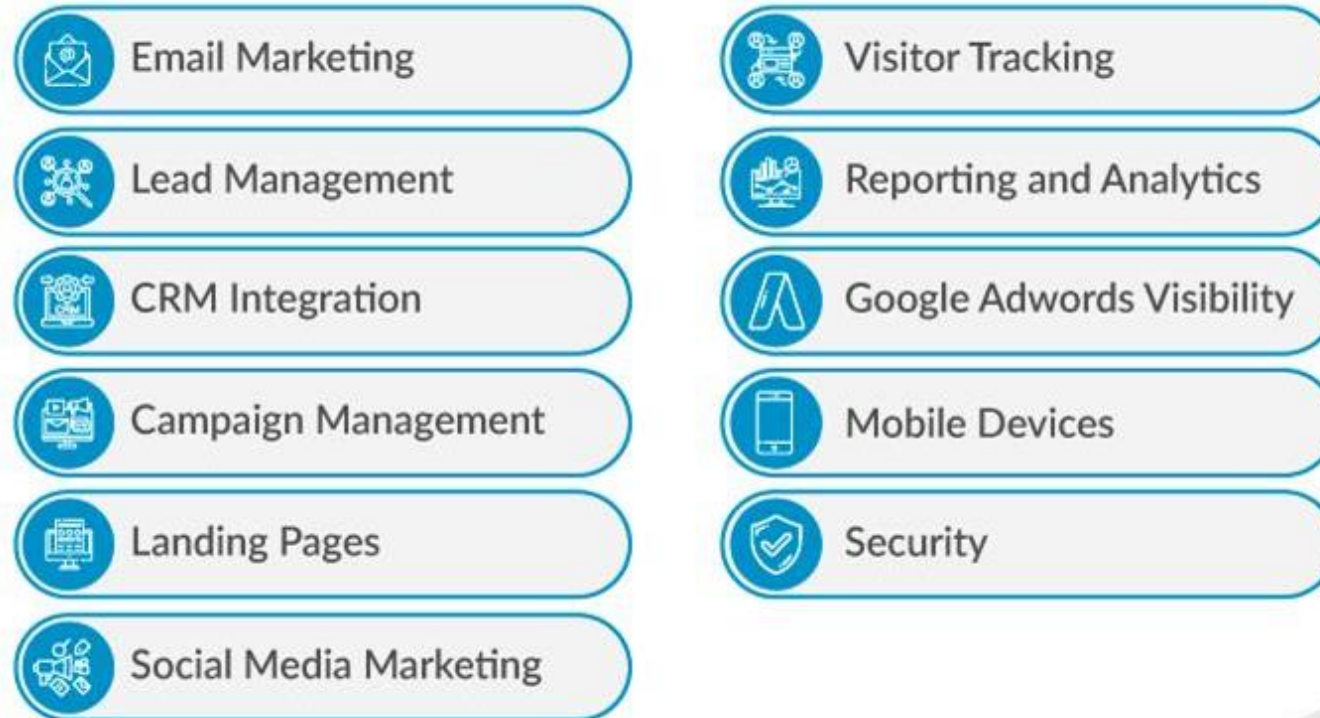 Email Marketing
Lead Management
CRM Integration
CRM
Campaign Management
Landing Pages
Social Media Marketing
Visitor Tracking
Reporting and Analytics
Google Adwords Visibility
Mobile Devices
Security